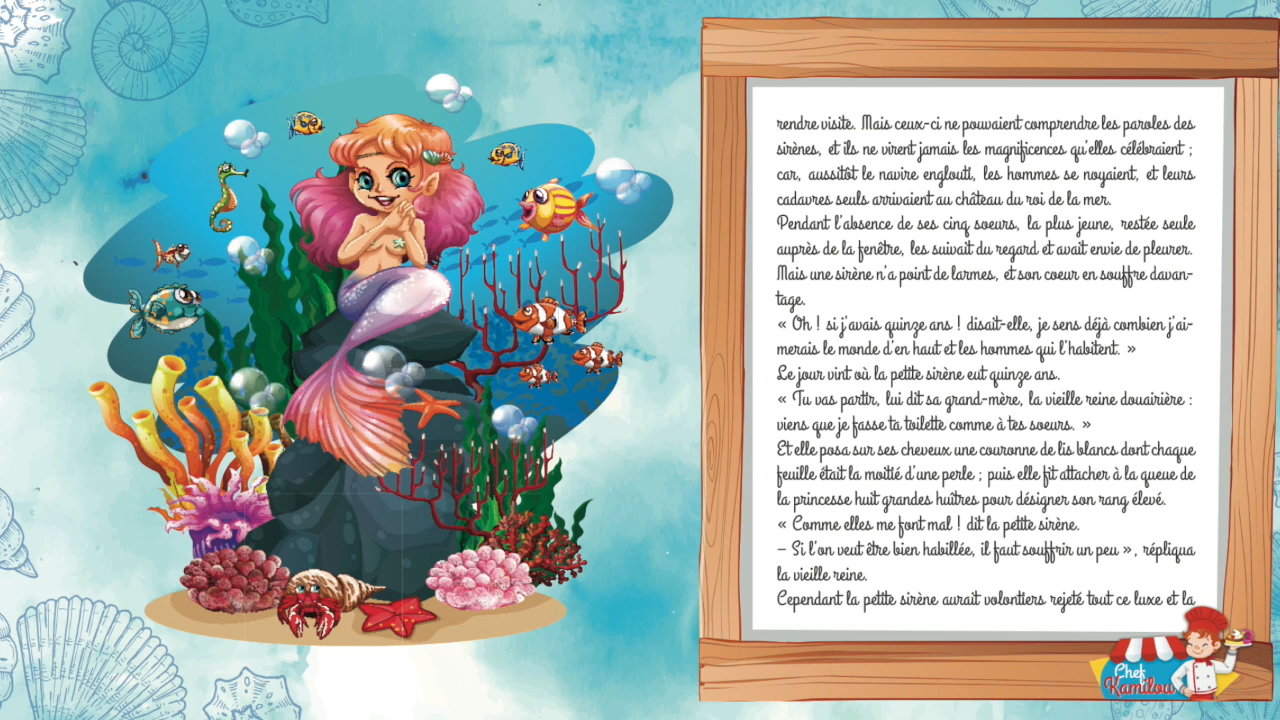 rendre visite. Mais ceux-ci ne pouvaient comprendre les paroles des
sirènes, et ils ne virent jamais les magnificences qu'elles célébraient ;
car, aussitôt le navire englouti, les hommes se noyaient, et leurs
cadavres seuls arrivaient au château du roi de la mer.
Pendant l'absence de ses cinq soeurs, la plus jeune, restée seule
auprès de la fenêtre, les suivait du regard et avait envie de pleurer.
Mais une sirène n'a point de larmes, et son coeur en souffre davan-
tage.
« Oh ! si j'avais quinze ans ! disait-elle, je sens déjà combien j'ai-
merais le monde d'en haut et les hommes qui l'habitent. »
Le jour vint où la petite sirène eut quinze ans.
« Tu vas partir, lui dit sa grand-mère, la vieille reine douairière :
viens que je fasse ta toilette comme à tes soeurs. »
Et elle posa sur ses cheveux une couronne de lis blancs dont chaque
feuille était la moitié d'une perle ; puis elle fit attacher à la queue de
la princesse huit grandes huîtres pour désigner son rang élevé.
« Comme elles me font mal ! dit la petite sirène.
– Si l'on veut être bien habillée, il faut souffrir un peu », répliqua
la vieille reine.
Cependant la petite sirène aurait volontiers rejeté tout ce luxe et la
Chef
Kamilou